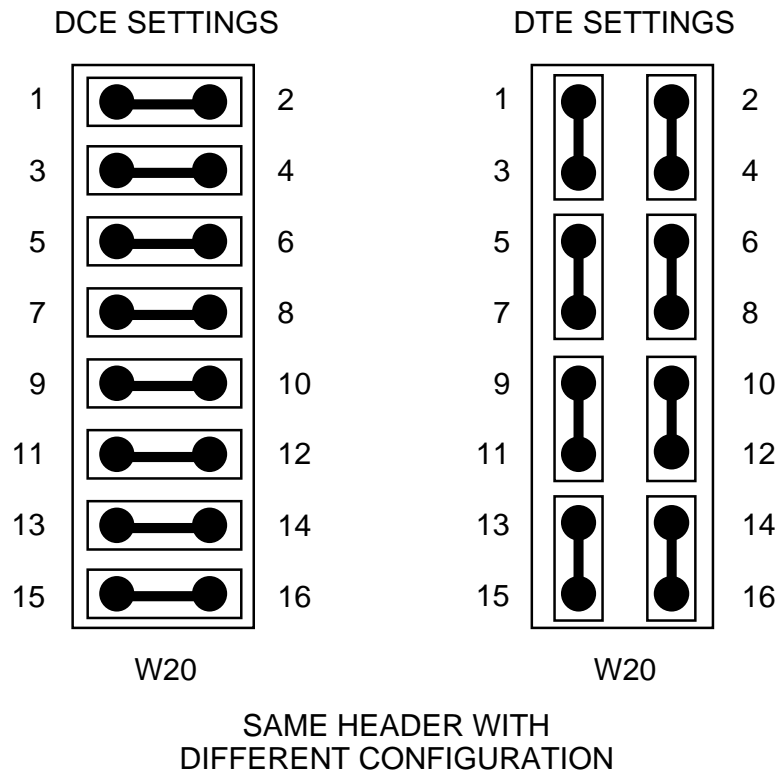 DCE SETTINGS
1 2
3 4
5 6
7 8
9 10
11 12
13 14
15 16
W20
DTE SETTINGS
1 2
3 4
5 6
7 8
9 10
11 12
13 14
15 16
W20
SAME HEADER WITH
DIFFERENT CONFIGURATION